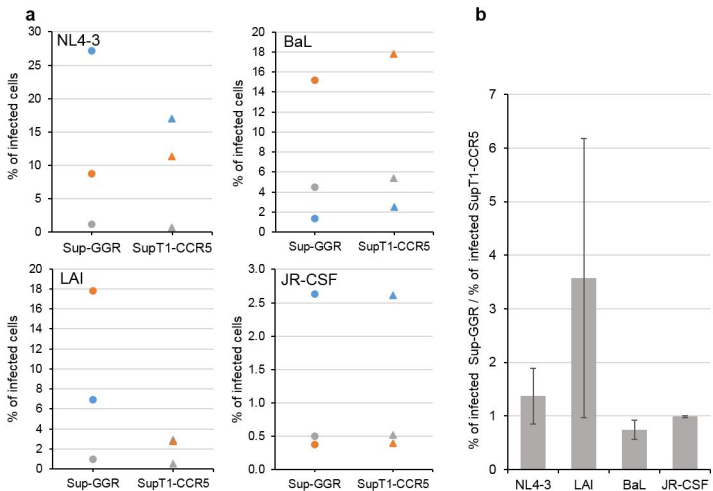 a
NL4-3
% of infected cells
30
25
20
15
10
5
0
Sup-GGR SupT1-CCR5
BaL
% of infected cells
20
18
16
14
12
10
8
6
4
2
0
Sup-GGR SupT1-CCR5
LAI
% of infected cells
20
18
16
14
12
10
8
6
4
2
0
Sup-GGR SupT1-CCR5
JR-CSF
% of infected cells
3.0
2.5
2.0
1.5
1.0
0.5
0.0
Sup-GGR SupT1-CCR5
b
% of infected Sup-GGR / % of infected SupT1-CCR5
7
6
5
4
3
2
1
0
NL4-3 LAI BaL JR-CSF